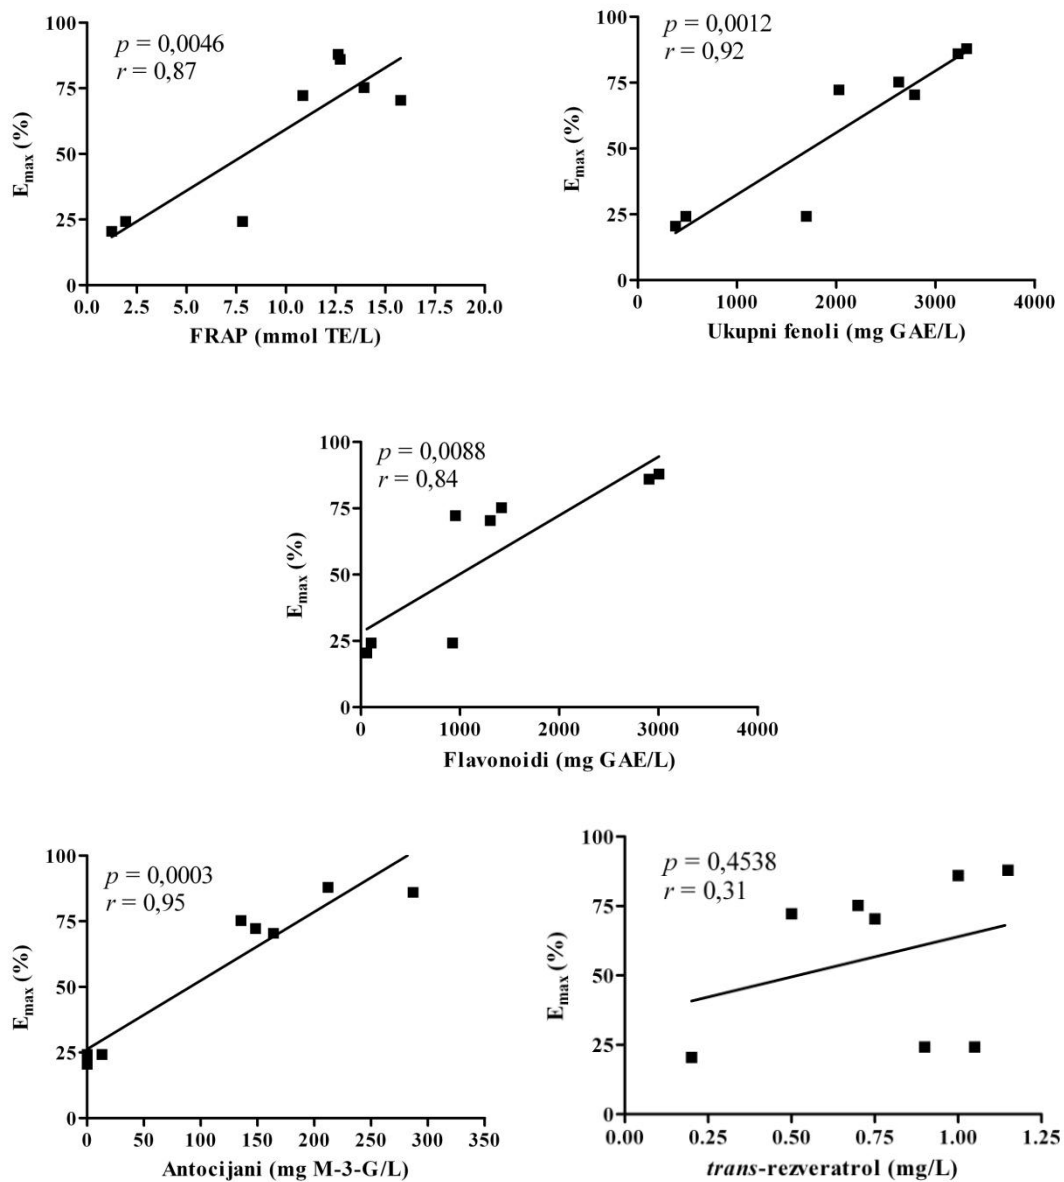 p = 0,0046
r = 0,87
E_max (%)
100
75
50
25
0
0.0 2.5 5.0 7.5 10.0 12.5 15.0 17.5 20.0
FRAP (mmol TE/L)
p = 0,0012
r = 0,92
E_max (%)
100
75
50
25
0
0 1000 2000 3000 4000
Ukupni fenoli (mg GAE/L)
p = 0,0088
r = 0,84
E_max (%)
100
75
50
25
0
0 1000 2000 3000 4000
Flavonoidi (mg GAE/L)
p = 0,0003
r = 0,95
E_max (%)
100
75
50
25
0
0 50 100 150 200 250 300 350
Antocijani (mg M-3-G/L)
p = 0,4538
r = 0,31
E_max (%)
100
75
50
25
0
0.00 0.25 0.50 0.75 1.00 1.25
trans-rezveratrol (mg/L)